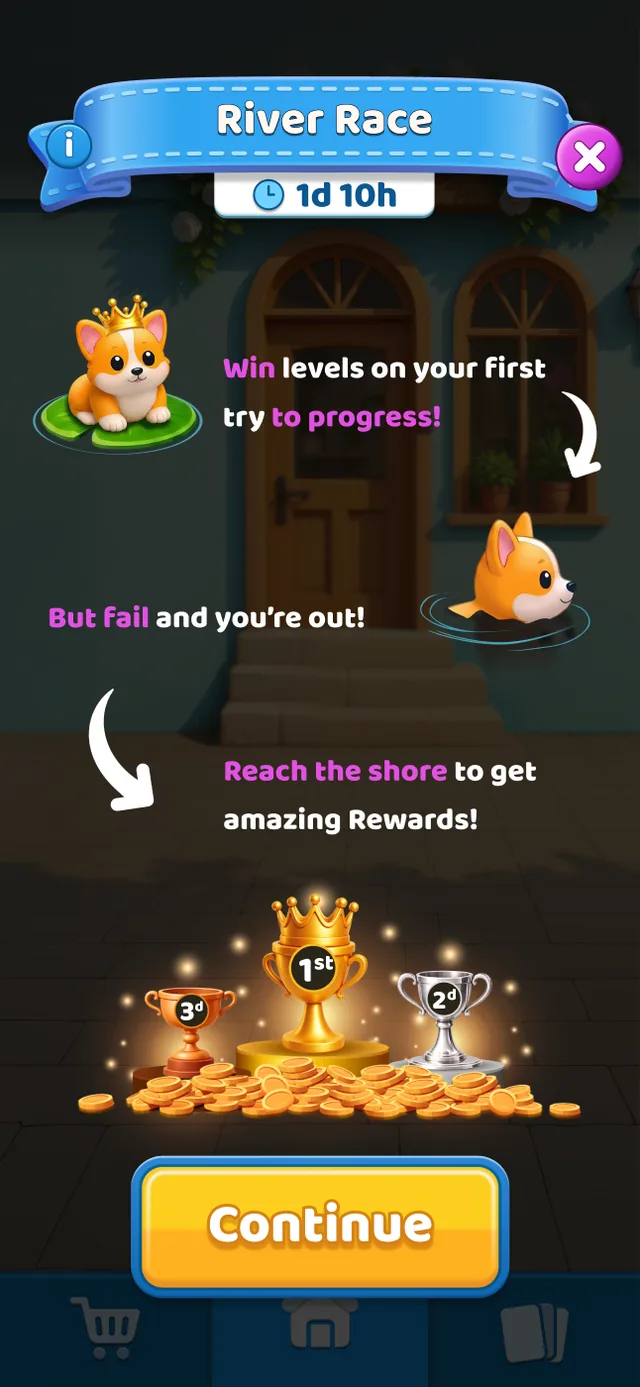 River Race
i
1d 10h
Win levels on your first
try to progress!
But fail and you're out!
Reach the shore to get
amazing Rewards!
1st
3d
2d
Continue